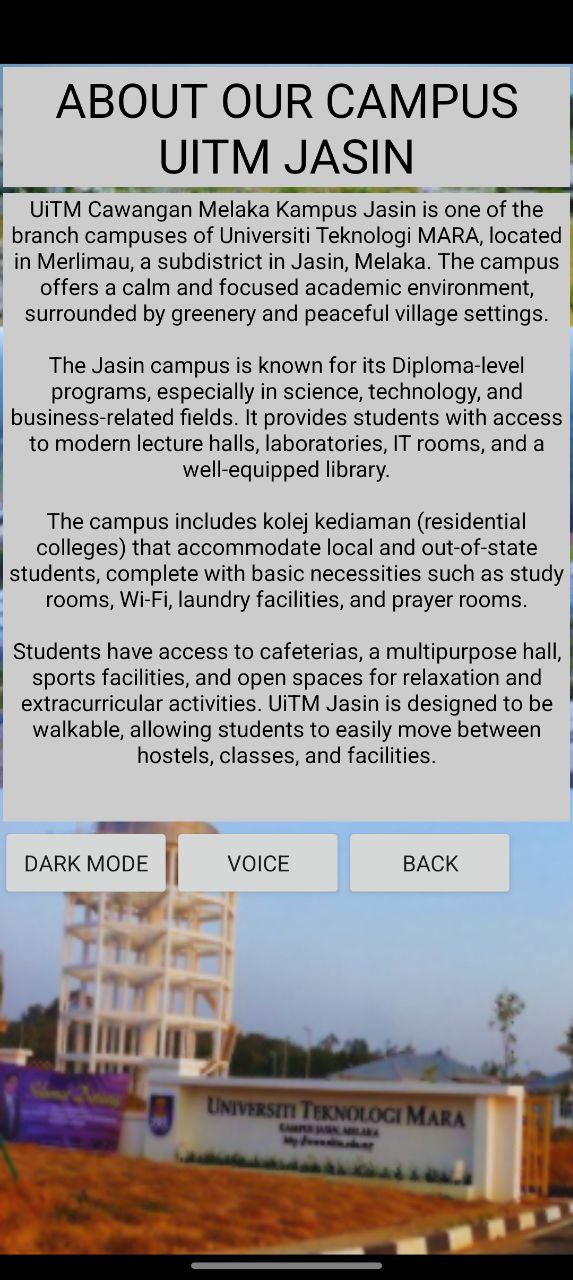 ABOUT OUR CAMPUS
UITM JASIN
UiTM Cawangan Melaka Kampus Jasin is one of the
branch campuses of Universiti Teknologi MARA, located
in Merlimau, a subdistrict in Jasin, Melaka. The campus
offers a calm and focused academic environment,
surrounded by greenery and peaceful village settings.
The Jasin campus is known for its Diploma-level
programs, especially in science, technology, and
business-related fields. It provides students with access
to modern lecture halls, laboratories, IT rooms, and a
well-equipped library.
The campus includes kolej kediaman (residential
colleges) that accommodate local and out-of-state
students, complete with basic necessities such as study
rooms, Wi-Fi, laundry facilities, and prayer rooms.
Students have access to cafeterias, a multipurpose hall,
sports facilities, and open spaces for relaxation and
extracurricular activities. UiTM Jasin is designed to be
walkable, allowing students to easily move between
hostels, classes, and facilities.
DARK MODE
VOICE
BACK
Selamat Datang
UNIVERSITI TEKNOLOGI MARA
KAMPUS JASIN, MELAKA